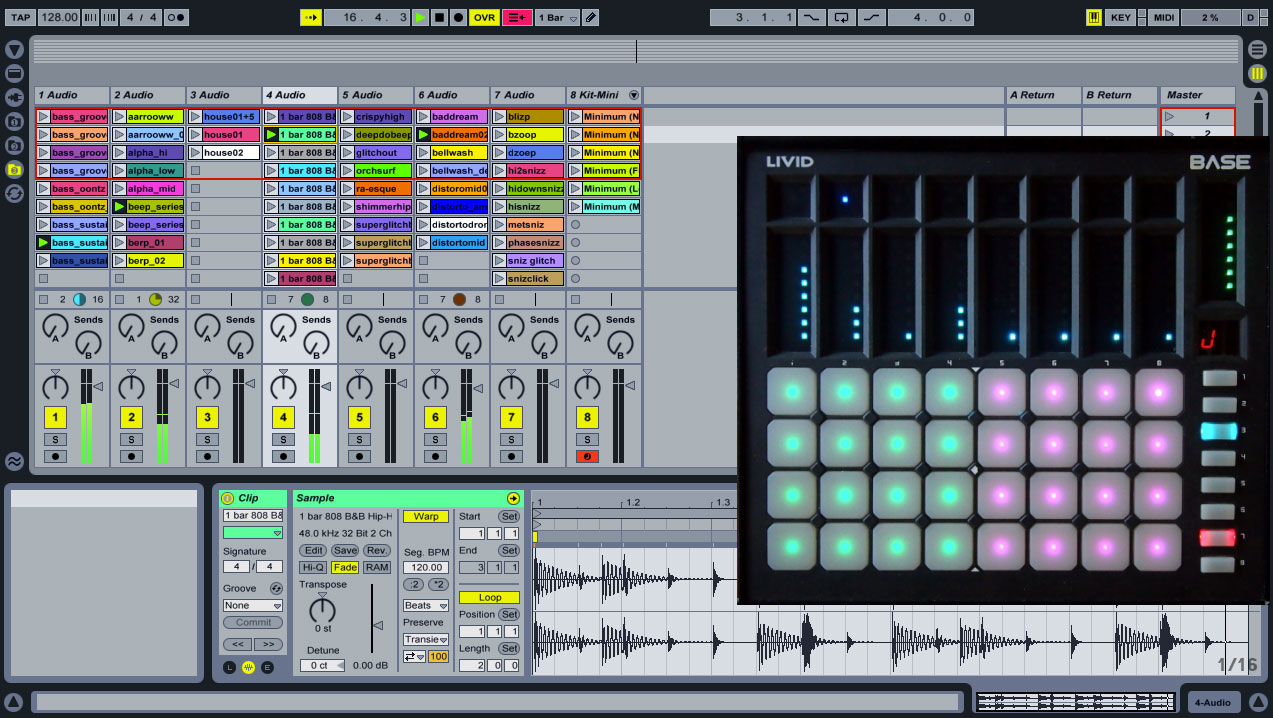 TAP 128.00 4 / 4 16. 4. 3 OVR 1 Bar 3. 1. 1 4. 0. 0 KEY MIDI 2 % D
1 Audio 2 Audio 3 Audio 4 Audio 5 Audio 6 Audio 7 Audio 8 Kit-Mini A Return B Return Master
bass_groov aarrooww house01+5 1 bar 808 B& crispyhigh baddream blizp Minimum (N 1
bass_groov aarrooww_c house01 1 bar 808 B& deepdobeep baddream02 bzoop Minimum (N 2
bass_groov alpha_hi house02 1 bar 808 B& glitchout bellwash dzoep Minimum (N
bass_groov alpha_low 1 bar 808 B& orchsurf bellwash_de hi2snizz Minimum (F
bass_oontz alpha_mid 1 bar 808 B& ra-esque distoromid0 hidownsnizz Minimum (L
bass_oontz beep_series 1 bar 808 B& shimmerhip hisnizz Minimum (M
bass_sustai beep_series 1 bar 808 B& superglitchb distortodron metsniz
bass_sustai berp_01 1 bar 808 B& superglitchb distortomid phasesnizz
bass_sustai berp_02 1 bar 808 B& superglitchb sniz glitch
1 bar 808 B& snizclick
2 16 1 32 7 8 7 8
Sends Sends Sends Sends Sends Sends Sends Sends
A A A A A A A A
B B B B B B B B
1 2 3 4 5 6 7 8
S S S S S S S S
LIVID BASE
1 2 3 4 5 6 7 8
1
2
3
4
5
6
7
8
Clip
1 bar 808 B&
Signature
4 / 4
Groove
None
Commit
<< >>
L E
Sample
1 bar 808 B&B Hip-H
48.0 kHz 32 Bit 2 Ch
Edit Save Rev.
Hi-Q Fade RAM
Transpose
0 st
Detune
0 ct 0.00 dB
Warp
Seg. BPM
120.00
:2 *2
Beats
Preserve
Transie
100
Start Set
1 1 1
End Set
3 1 1
Loop
Position Set
1 1 1
Length Set
2 0 0
1 1.2 1.3
1/16
4-Audio